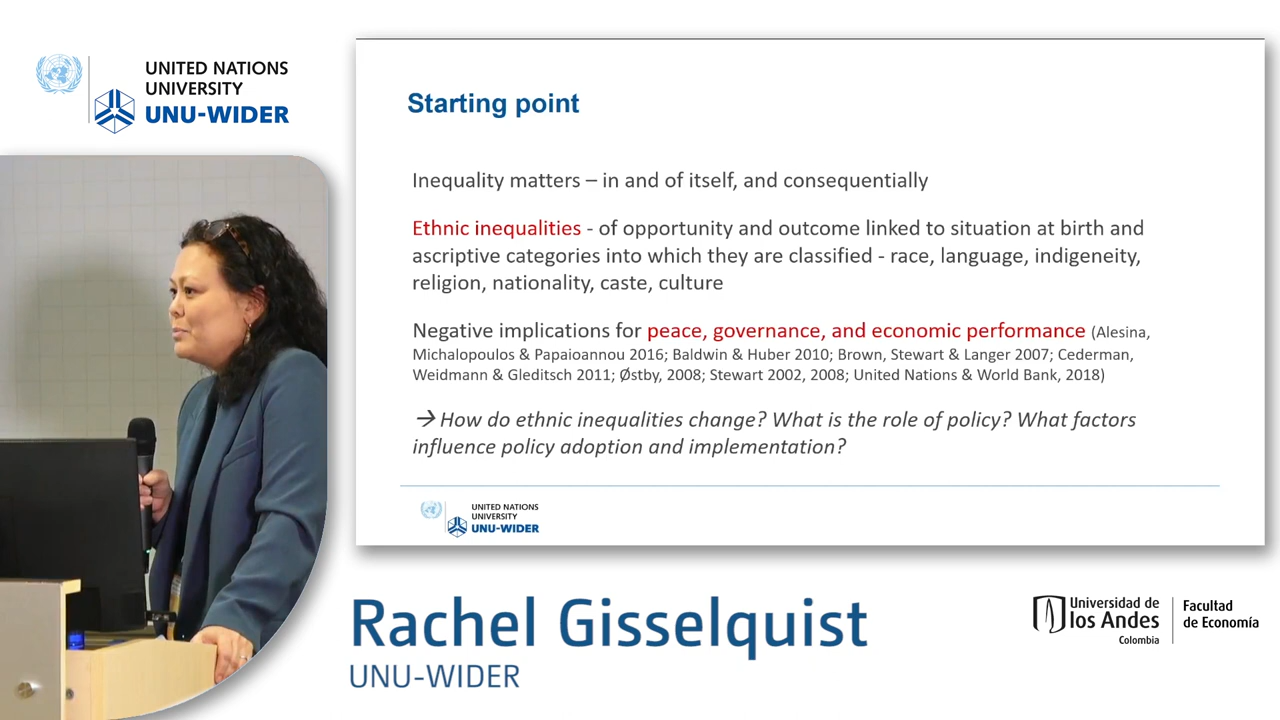 UNITED NATIONS
UNIVERSITY
UNU-WIDER
Starting point
Inequality matters – in and of itself, and consequentially
Ethnic inequalities - of opportunity and outcome linked to situation at birth and
ascriptive categories into which they are classified - race, language, indigeneity,
religion, nationality, caste, culture
Negative implications for peace, governance, and economic performance (Alesina,
Michalopoulos & Papaioannou 2016; Baldwin & Huber 2010; Brown, Stewart & Langer 2007; Cederman,
Weidmann & Gleditsch 2011; Østby, 2008; Stewart 2002, 2008; United Nations & World Bank, 2018)
→ How do ethnic inequalities change? What is the role of policy? What factors
influence policy adoption and implementation?
UNITED NATIONS
UNIVERSITY
UNU-WIDER
Rachel Gisselquist
UNU-WIDER
Universidad de
los Andes
Colombia
Facultad
de Economía